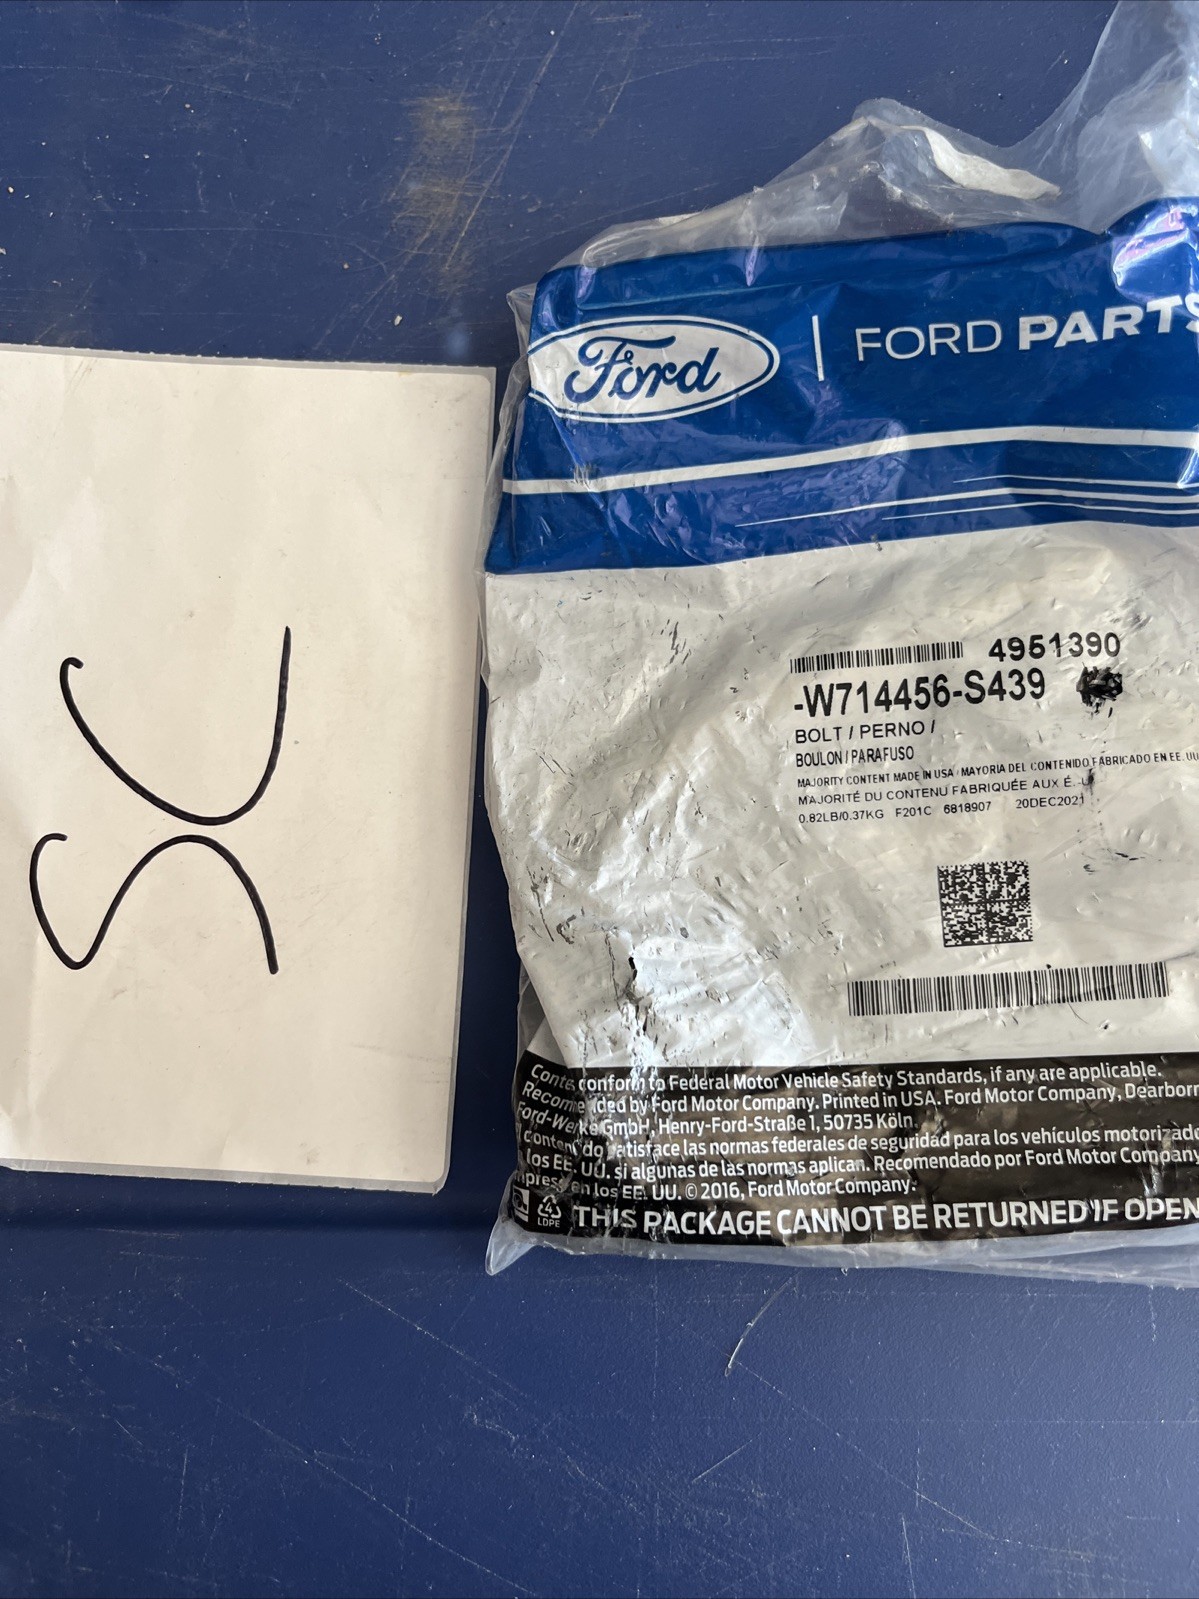 SC
Ford | FORD PARTS
4951390
-W714456-S439
BOLT / PERNO /
BOULON / PARAFUSO
MAJORITY CONTENT MADE IN USA / MAYORIA DEL CONTENIDO FABRICADO EN EE. UU
MAJORITÉ DU CONTENU FABRIQUÉE AUX É.-U
0.82LB/0.37KG F201C 6818907 20DEC2021
conform to Federal Motor Vehicle Safety Standards, if any are applicable.
ded by Ford Motor Company. Printed in USA. Ford Motor Company, Dearborn
Ford-Werke GmbH, Henry-Ford-Straße 1, 50735 Köln.
satisface las normas federales de seguridad para los vehículos motorizado
los EE. UU. si algunas de las normas aplican. Recomendado por Ford Motor Company
en los EE. UU. © 2016, Ford Motor Company.
4
LDPE
THIS PACKAGE CANNOT BE RETURNED IF OPEN